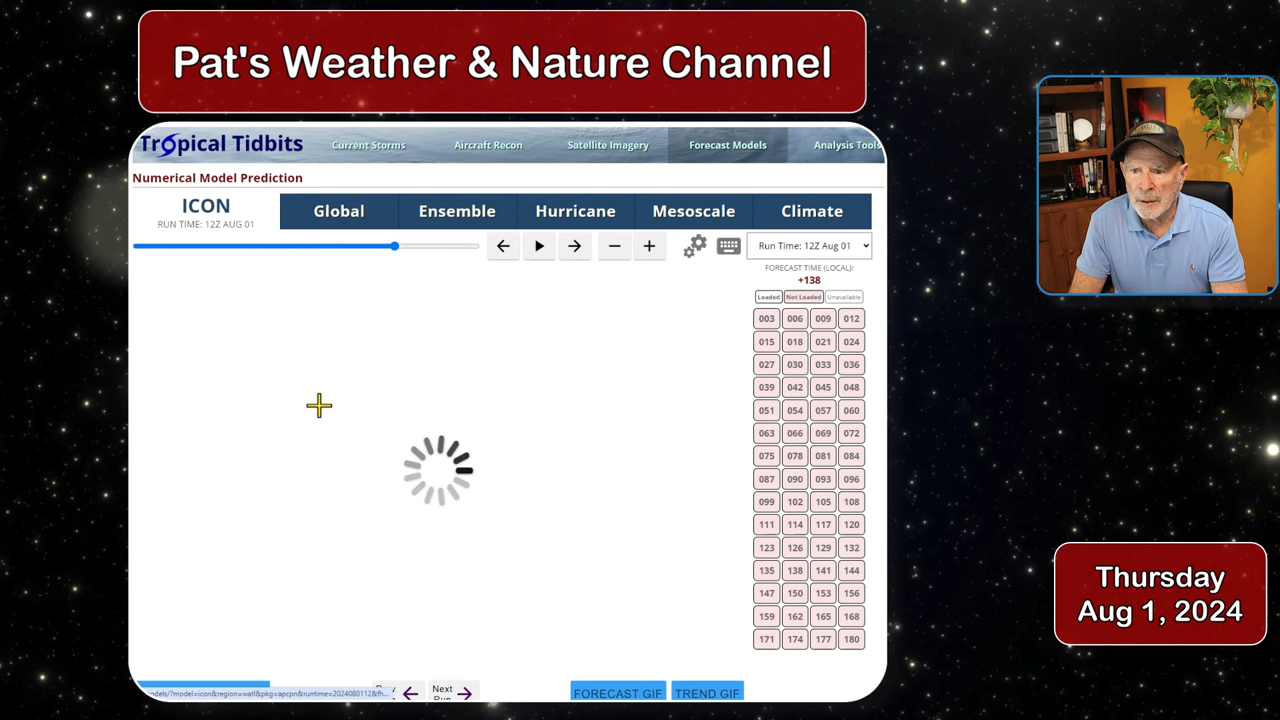 Pat's Weather & Nature Channel
Tropical Tidbits
Current Storms
Aircraft Recon
Satellite Imagery
Forecast Models
Analysis Tools
Numerical Model Prediction
ICON
RUN TIME: 12Z AUG 01
Global
Ensemble
Hurricane
Mesoscale
Climate
Run Time: 12Z Aug 01
FORECAST TIME (LOCAL):
+138
Loaded Not Loaded Unavailable
003 006 009 012
015 018 021 024
027 030 033 036
039 042 045 048
051 054 057 060
063 066 069 072
075 078 081 084
087 090 093 096
099 102 105 108
111 114 117 120
123 126 129 132
135 138 141 144
147 150 153 156
159 162 165 168
171 174 177 180
Next
Run
FORECAST GIF
TREND GIF
Thursday
Aug 1, 2024